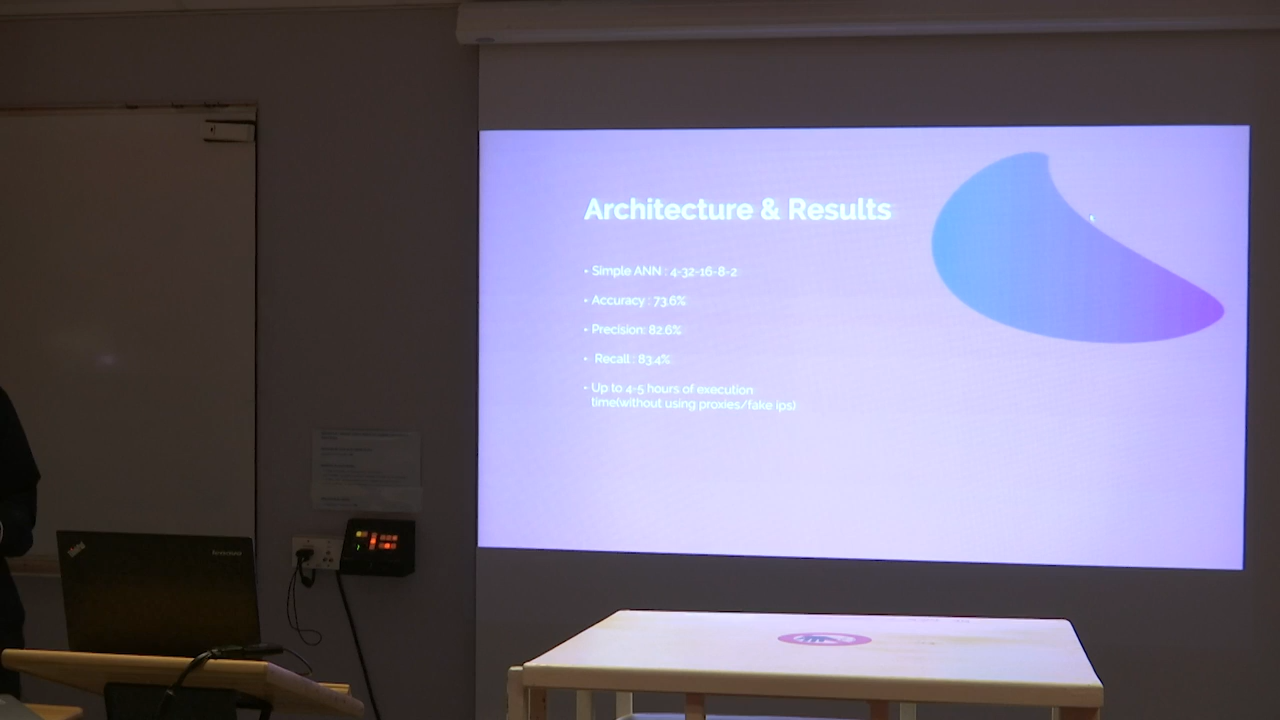 Architecture & Results
• Simple ANN : 4-32-16-8-2
• Accuracy : 73.6%
• Precision: 82.6%
• Recall : 83.4%
• Up to 4-5 hours of execution
time(without using proxies/fake ips)
ThinkPad
lenovo